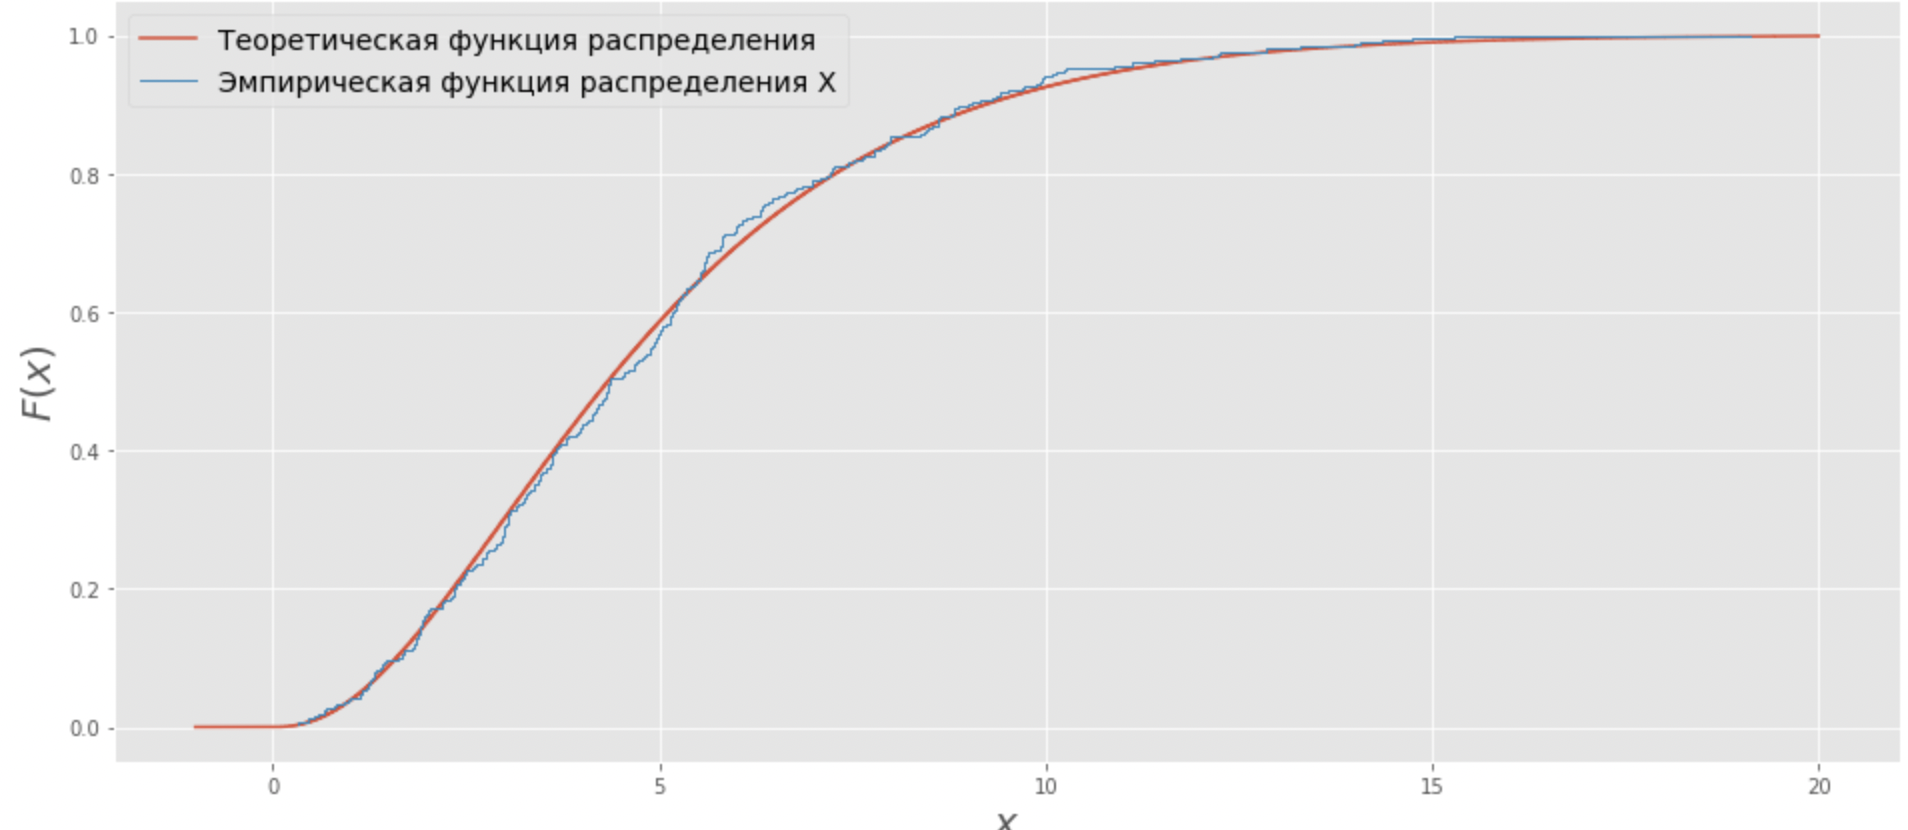 Теоретическая функция распределения
Эмпирическая функция распределения X
1.0
0.8
0.6
0.4
0.2
0.0
F(x)
0 5 10 15 20
x